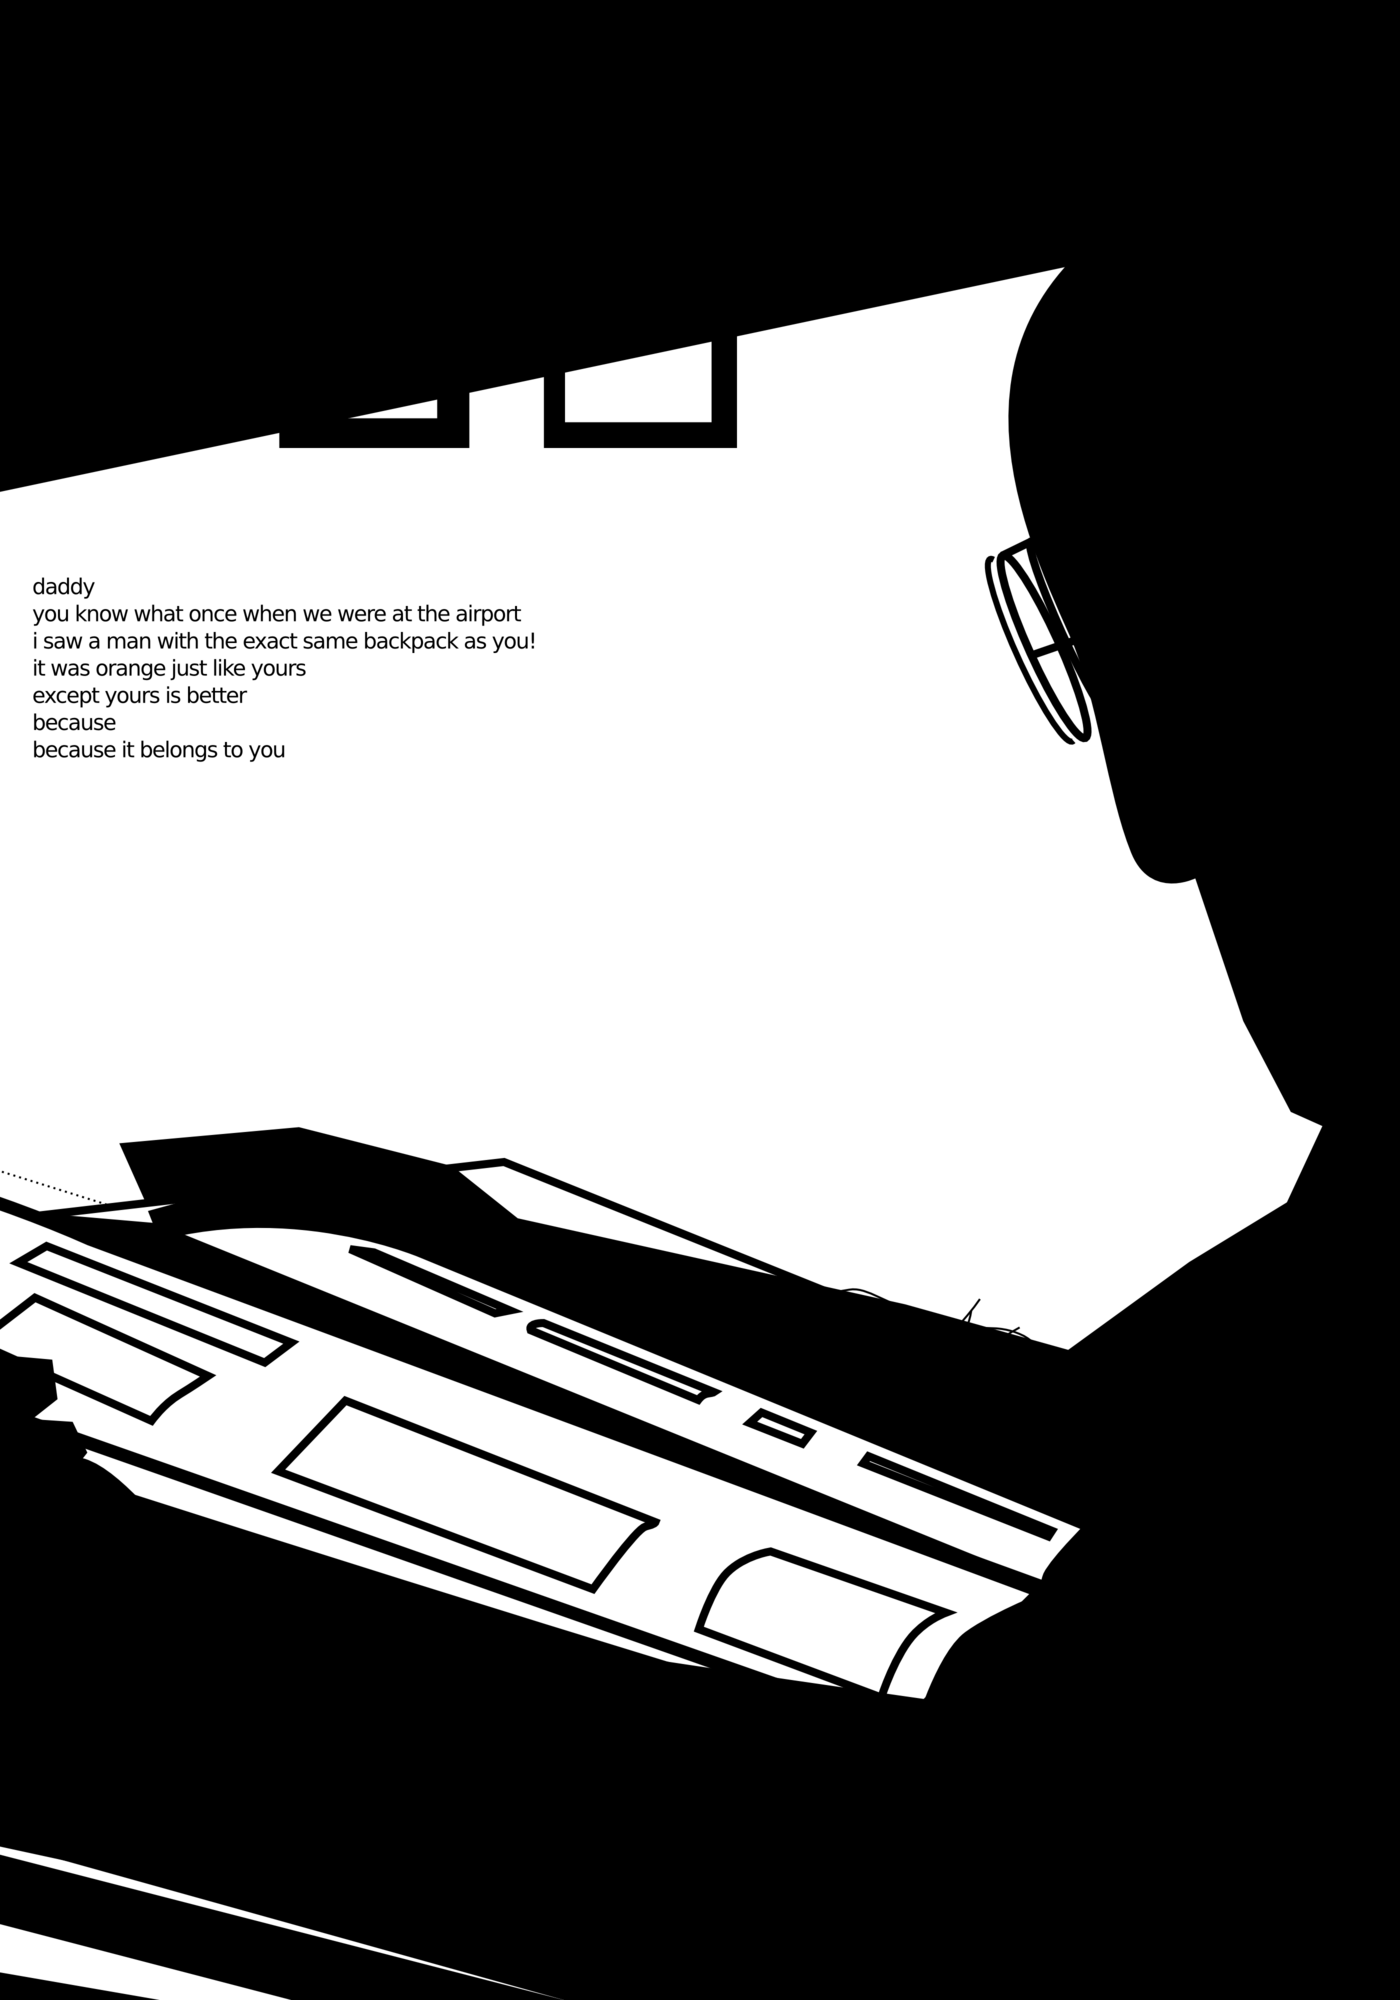 daddy
you know what once when we were at the airport
i saw a man with the exact same backpack as you!
it was orange just like yours
except yours is better
because
because it belongs to you